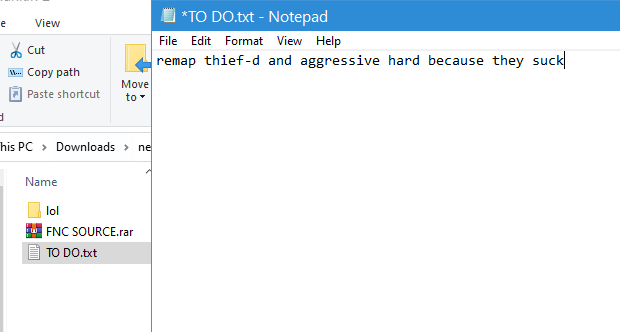 *TO DO.txt - Notepad
File Edit Format View Help
remap thief-d and aggressive hard because they suck
Cut
Copy path
Paste shortcut
Move
to
his PC > Downloads > ne
Name
lol
FNC SOURCE.rar
TO DO.txt